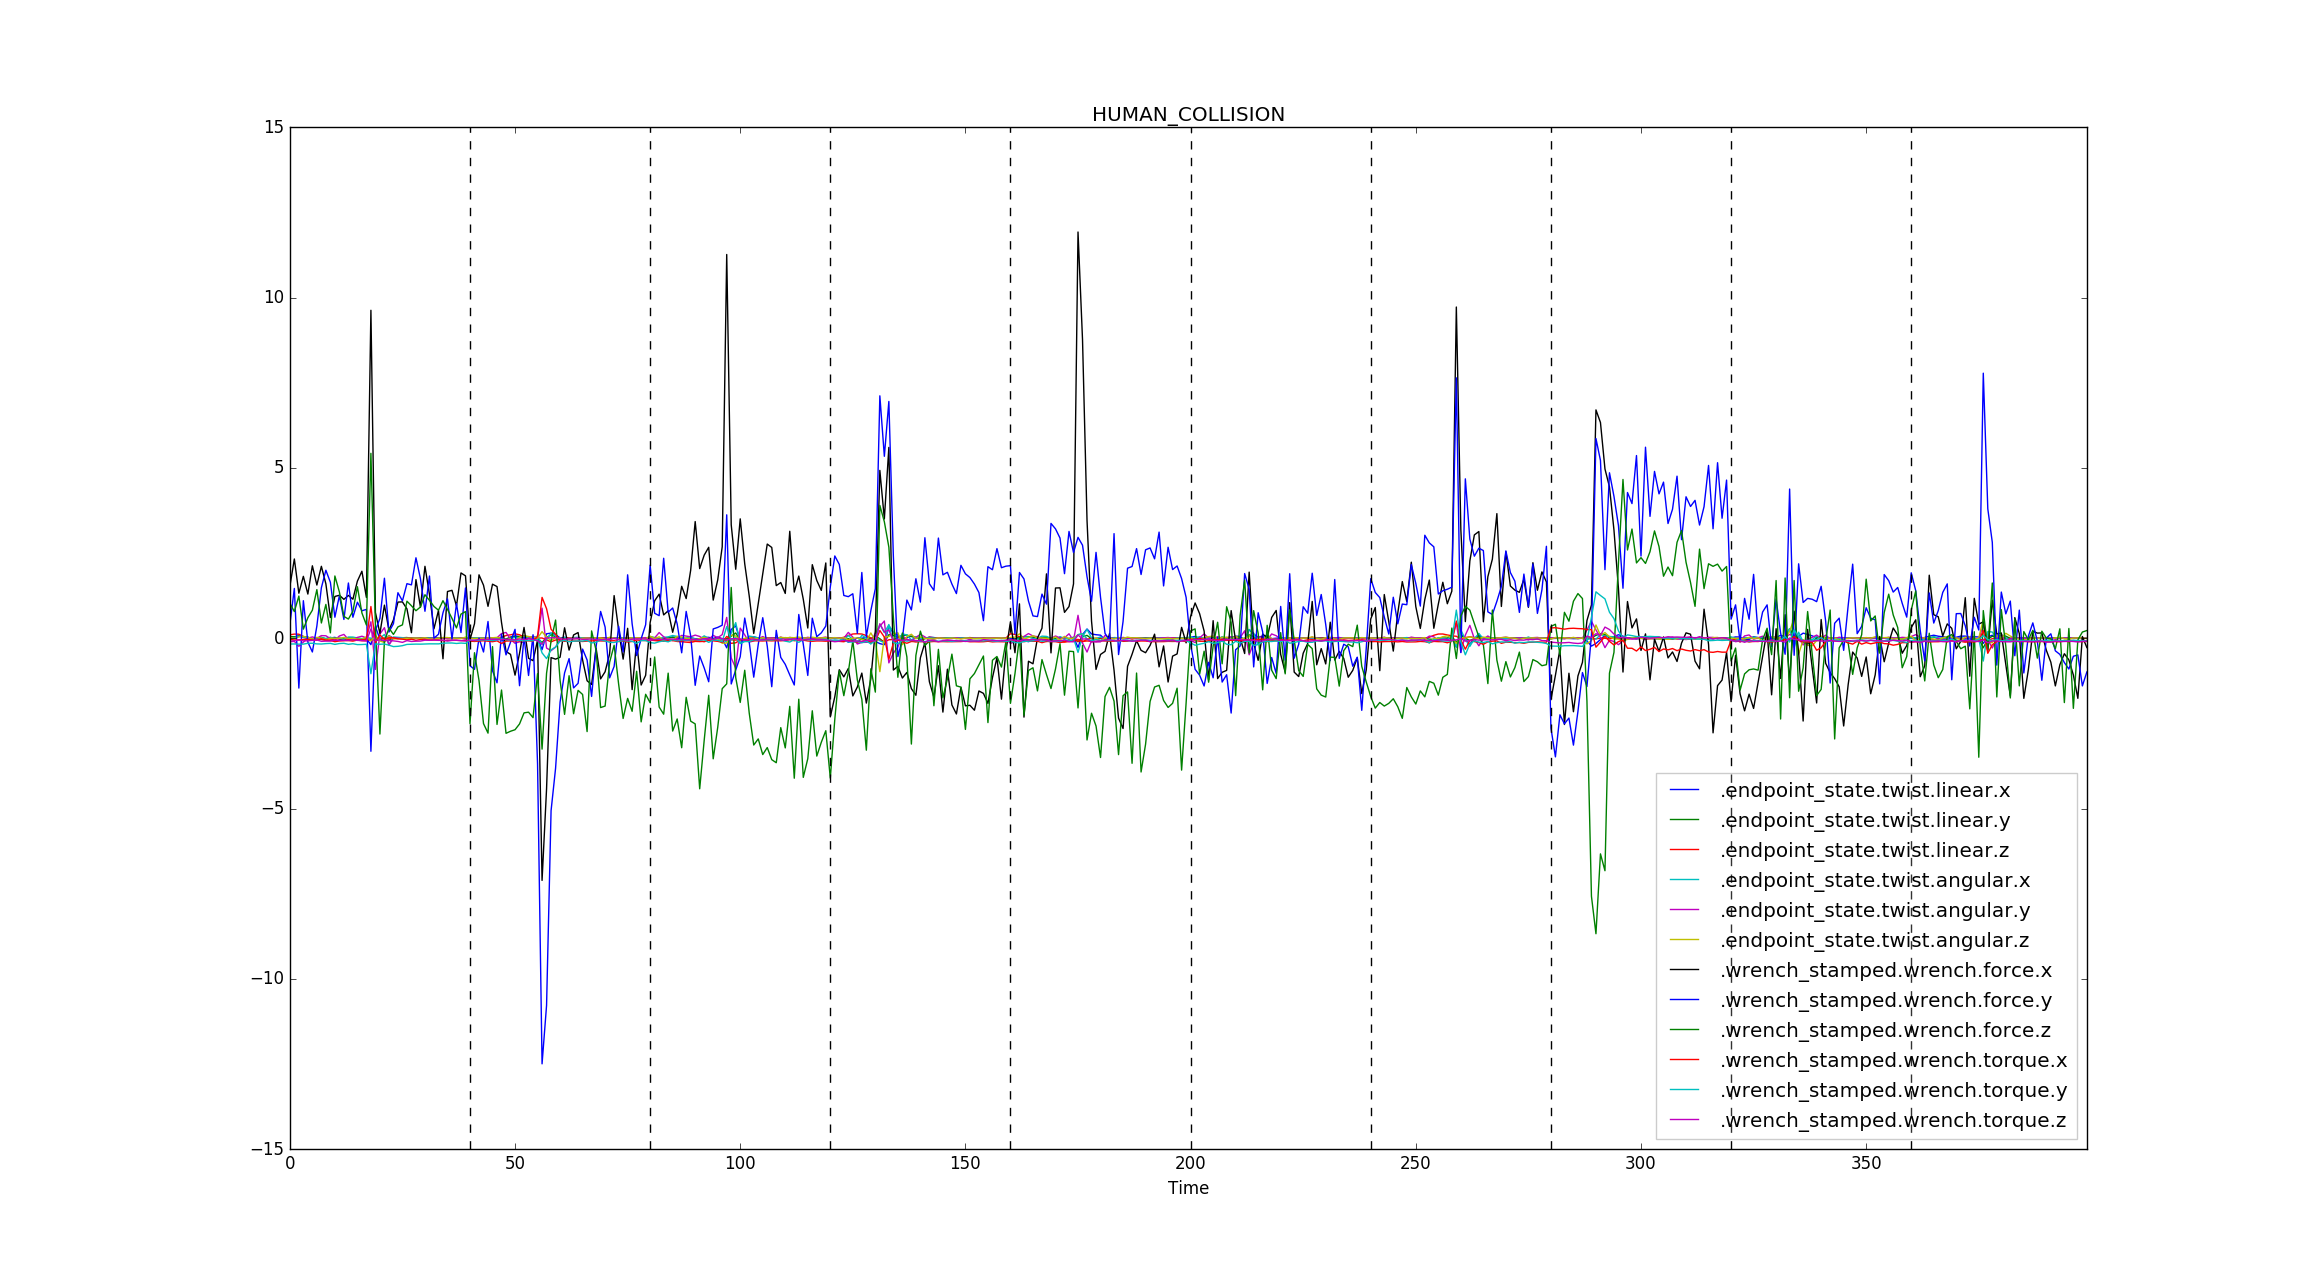 HUMAN_COLLISION
15
10
5
0
−5
−10
−15
0 50 100 150 200 250 300 350
Time
.endpoint_state.twist.linear.x
.endpoint_state.twist.linear.y
.endpoint_state.twist.linear.z
.endpoint_state.twist.angular.x
.endpoint_state.twist.angular.y
.endpoint_state.twist.angular.z
.wrench_stamped.wrench.force.x
.wrench_stamped.wrench.force.y
.wrench_stamped.wrench.force.z
.wrench_stamped.wrench.torque.x
.wrench_stamped.wrench.torque.y
.wrench_stamped.wrench.torque.z